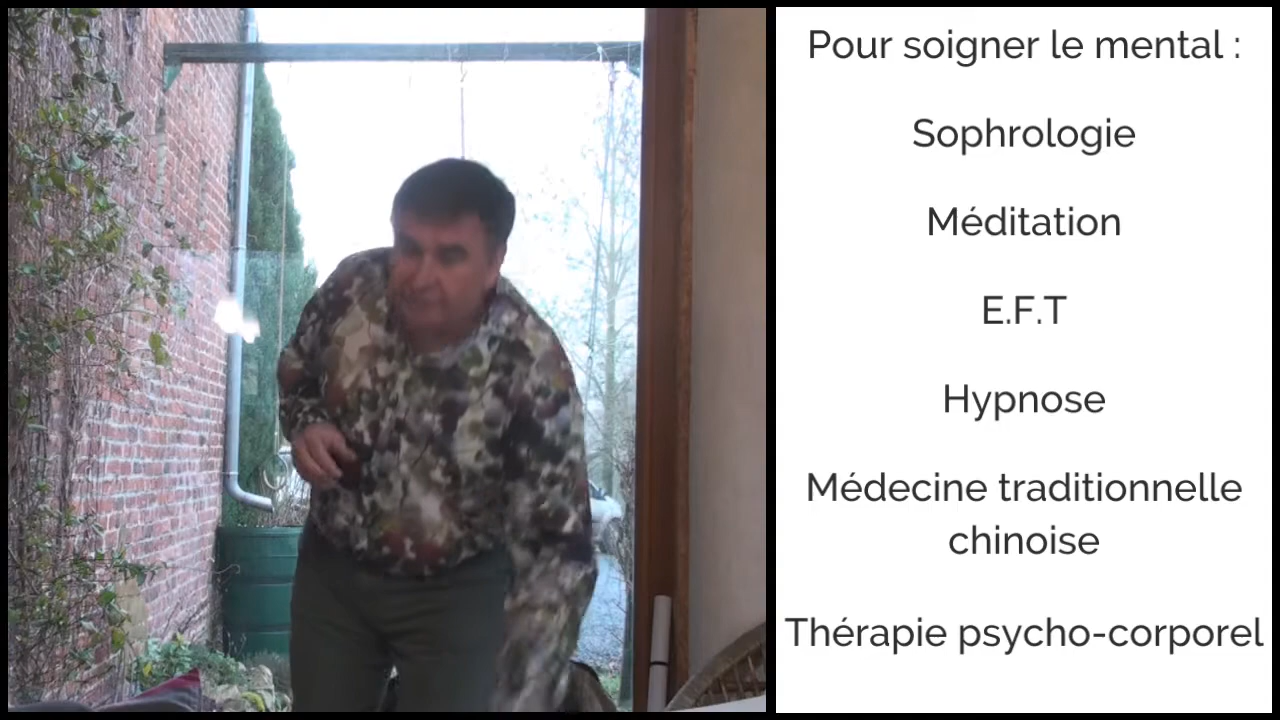 Pour soigner le mental :
Sophrologie
Méditation
E.F.T
Hypnose
Médecine traditionnelle
chinoise
Thérapie psycho-corporel